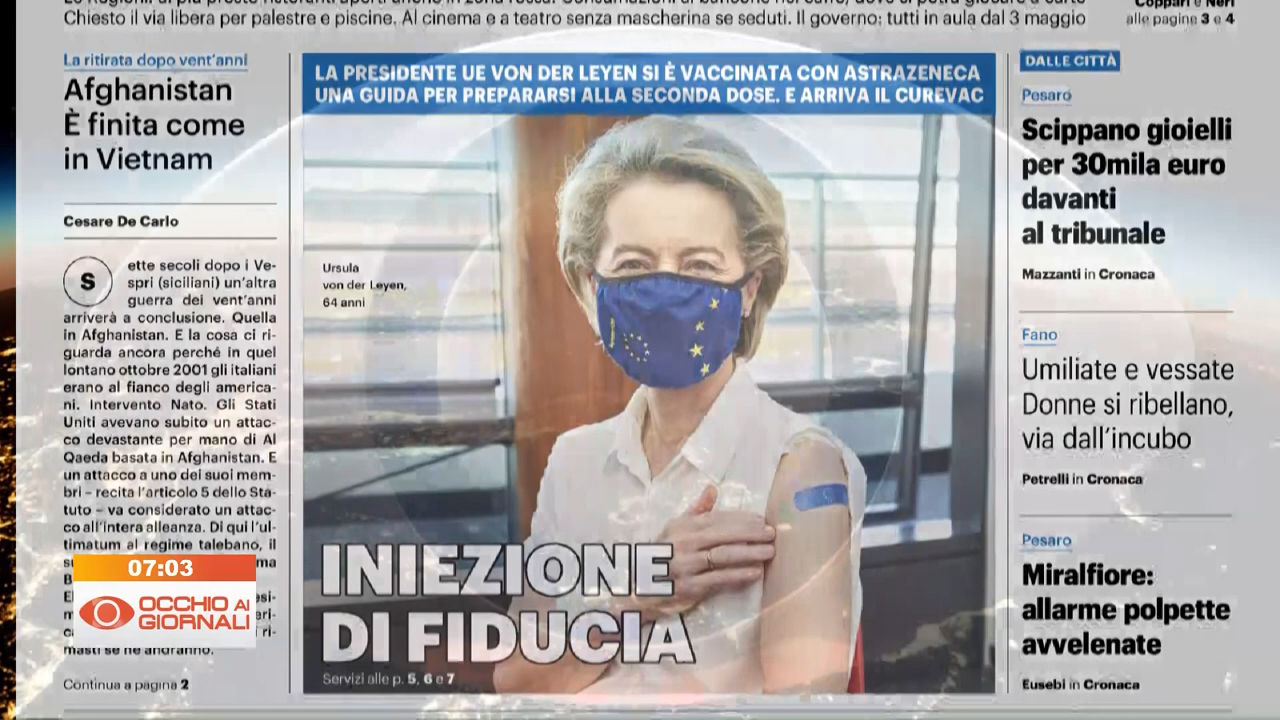 Chiesto il via libera per palestre e piscine. Al cinema e a teatro senza mascherina se seduti. Il governo: tutti in aula dal 3 maggio
Coppari e Neri
alle pagine 3 e 4
La ritirata dopo vent'anni
Afghanistan
È finita come
in Vietnam
Cesare De Carlo
S
ette secoli dopo i Ve-
spri (siciliani) un'altra
guerra dei vent'anni
arriverà a conclusione. Quella
in Afghanistan. E la cosa ci ri-
guarda ancora perché in quel
lontano ottobre 2001 gli italiani
erano al fianco degli america-
ni. Intervento Nato. Gli Stati
Uniti avevano subito un attac-
co devastante per mano di Al
Qaeda basata in Afghanistan. E
un attacco a uno dei suoi mem-
bri – recita l'articolo 5 dello Sta-
tuto – va considerato un attac-
co all'intera alleanza. Di qui l'ul-
timatum al regime talebano, il
masti se ne andranno.
Continua a pagina 2
07:03
OCCHIO AI
GIORNALI
LA PRESIDENTE UE VON DER LEYEN SI È VACCINATA CON ASTRAZENECA
UNA GUIDA PER PREPARARSI ALLA SECONDA DOSE. E ARRIVA IL CUREVAC
Ursula
von der Leyen,
64 anni
INIEZIONE
DI FIDUCIA
Servizi alle p. 5, 6 e 7
DALLE CITTÀ
Pesaro
Scippano gioielli
per 30mila euro
davanti
al tribunale
Mazzanti in Cronaca
Fano
Umiliate e vessate
Donne si ribellano,
via dall'incubo
Petrelli in Cronaca
Pesaro
Miralfiore:
allarme polpette
avvelenate
Eusebi in Cronaca